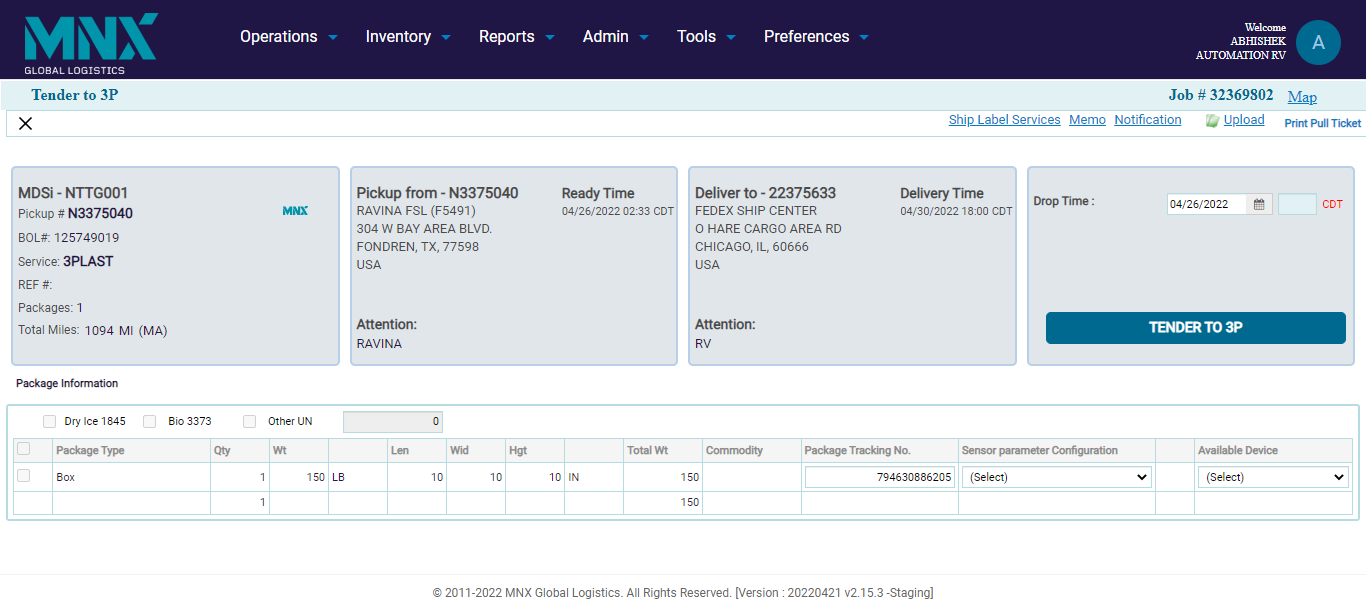 MNX
GLOBAL LOGISTICS
Operations Inventory Reports Admin Tools Preferences
Welcome
ABHISHEK
AUTOMATION RV
A
Tender to 3P
Job # 32369802 Map
Ship Label Services Memo Notification Upload Print Pull Ticket
MDSi - NTTG001
Pickup # N3375040
MNX
BOL#: 125749019
Service: 3PLAST
REF #:
Packages: 1
Total Miles: 1094 MI (MA)
Pickup from - N3375040
RAVINA FSL (F5491)
304 W BAY AREA BLVD.
FONDREN, TX, 77598
USA
Ready Time
04/26/2022 02:33 CDT
Attention:
RAVINA
Deliver to - 22375633
FEDEX SHIP CENTER
O HARE CARGO AREA RD
CHICAGO, IL, 60666
USA
Delivery Time
04/30/2022 18:00 CDT
Attention:
RV
Drop Time : 04/26/2022 CDT
TENDER TO 3P
Package Information
Dry Ice 1845 Bio 3373 Other UN 0
Package Type Qty Wt Len Wid Hgt Total Wt Commodity Package Tracking No. Sensor parameter Configuration Available Device
Box 1 150 LB 10 10 10 IN 150 794630886205 (Select) (Select)
1 150
© 2011-2022 MNX Global Logistics. All Rights Reserved. [Version : 20220421 v2.15.3 -Staging]